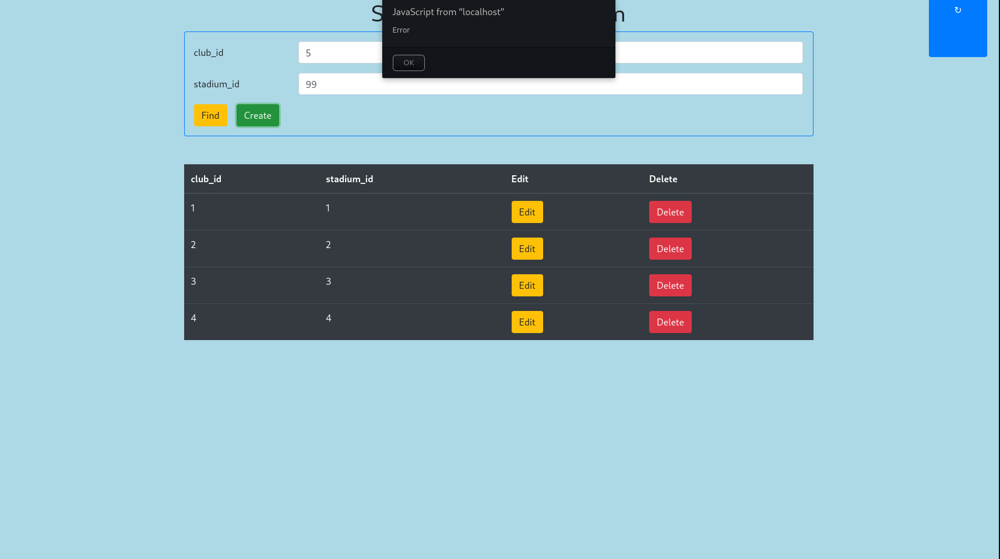 JavaScript from “localhost”
Error
OK
↻
club_id 5
stadium_id 99
Find Create
club_id stadium_id Edit Delete
1 1 Edit Delete
2 2 Edit Delete
3 3 Edit Delete
4 4 Edit Delete